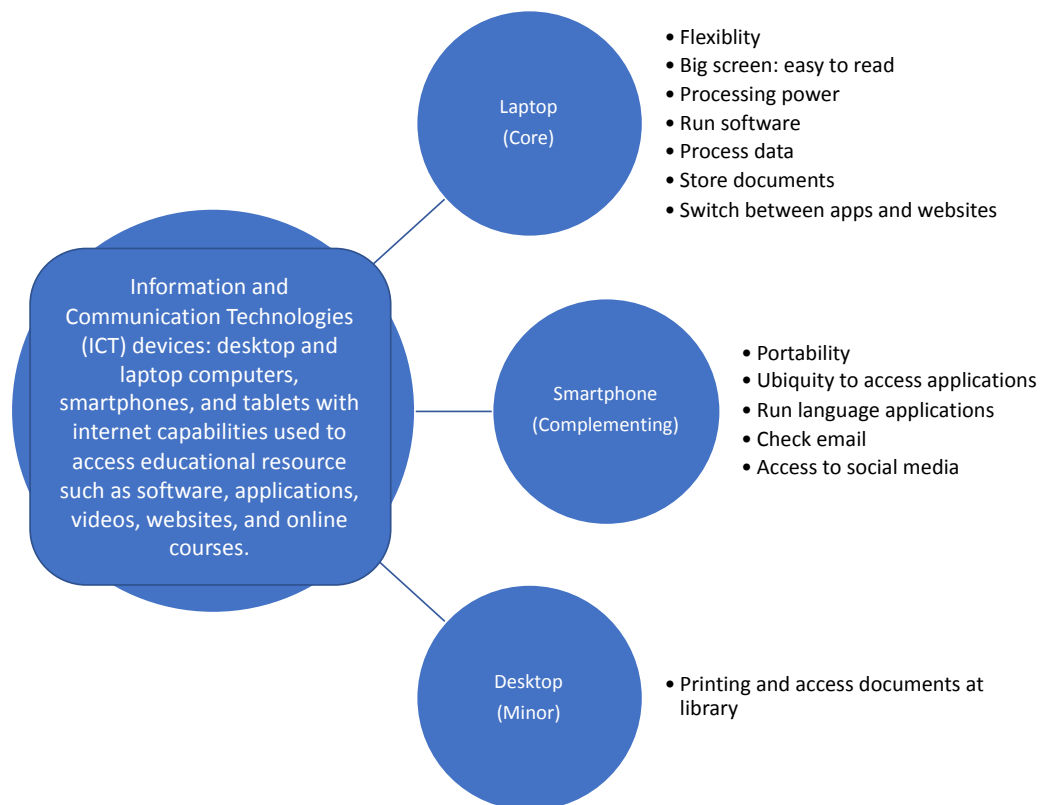 Laptop
(Core)
• Flexiblity
• Big screen: easy to read
• Processing power
• Run software
• Process data
• Store documents
• Switch between apps and websites
Information and
Communication Technologies
(ICT) devices: desktop and
laptop computers,
smartphones, and tablets with
internet capabilities used to
access educational resource
such as software, applications,
videos, websites, and online
courses.
Smartphone
(Complementing)
• Portability
• Ubiquity to access applications
• Run language applications
• Check email
• Access to social media
Desktop
(Minor)
• Printing and access documents at
library